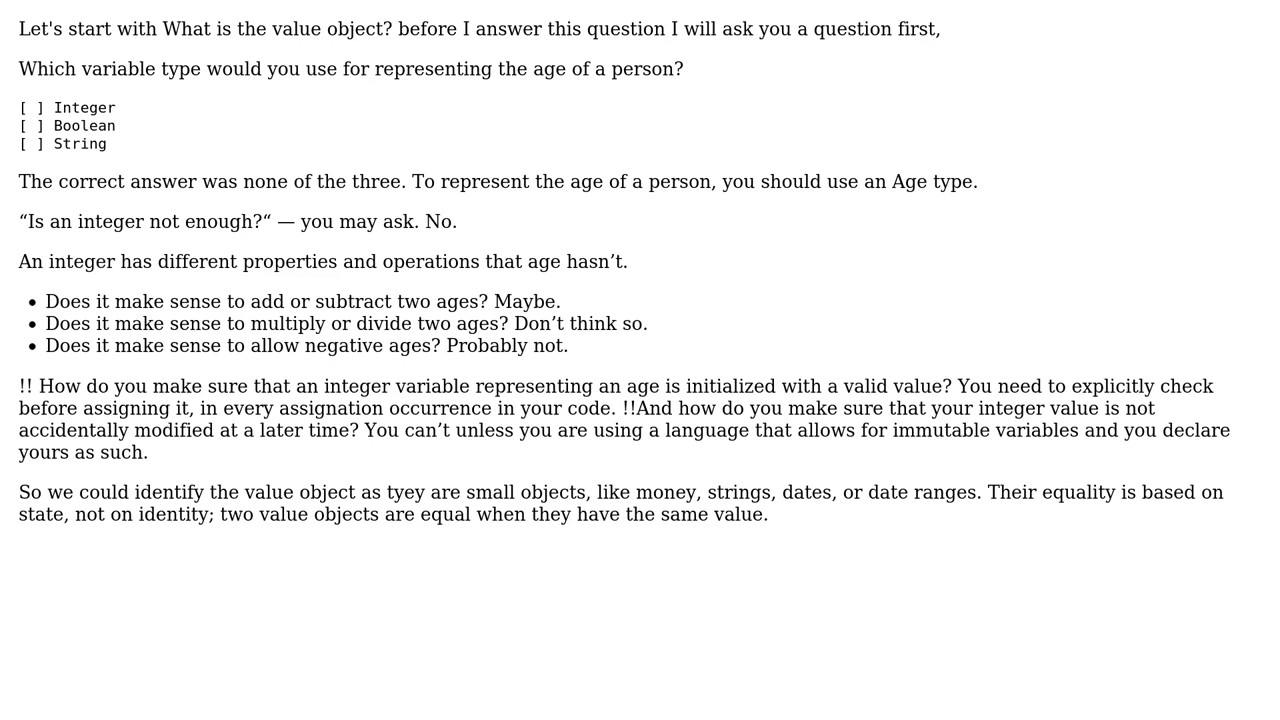 Let's start with What is the value object? before I answer this question I will ask you a question first,
Which variable type would you use for representing the age of a person?
[ ] Integer
[ ] Boolean
[ ] String
The correct answer was none of the three. To represent the age of a person, you should use an Age type.
“Is an integer not enough?“ — you may ask. No.
An integer has different properties and operations that age hasn’t.
• Does it make sense to add or subtract two ages? Maybe.
• Does it make sense to multiply or divide two ages? Don’t think so.
• Does it make sense to allow negative ages? Probably not.
!! How do you make sure that an integer variable representing an age is initialized with a valid value? You need to explicitly check
before assigning it, in every assignation occurrence in your code. !!And how do you make sure that your integer value is not
accidentally modified at a later time? You can’t unless you are using a language that allows for immutable variables and you declare
yours as such.
So we could identify the value object as tyey are small objects, like money, strings, dates, or date ranges. Their equality is based on
state, not on identity; two value objects are equal when they have the same value.